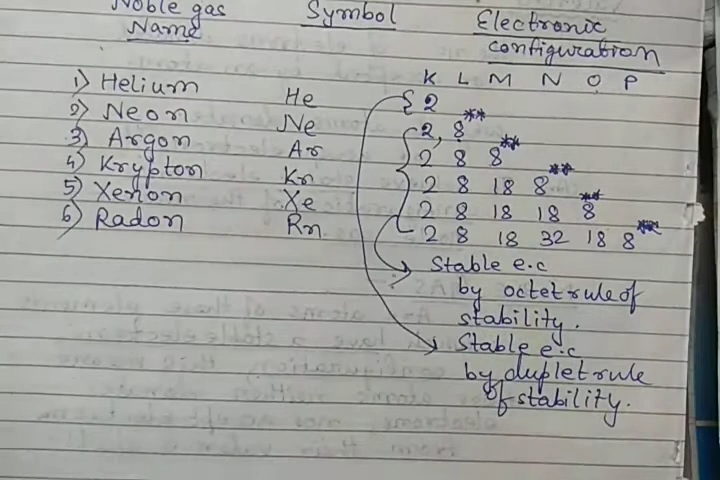 Noble gas Symbol Electronic
Name configuration
K L M N O P
1) Helium He { 2
2) Neon Ne 2, 8**
3) Argon Ar 2 8 8**
4) Krypton Kr 2 8 18 8**
5) Xenon Xe 2 8 18 18 8**
6) Radon Rn 2 8 18 32 18 8**
Stable e.c
by octet rule of
stability.
Stable e.c
by duplet rule
of stability.